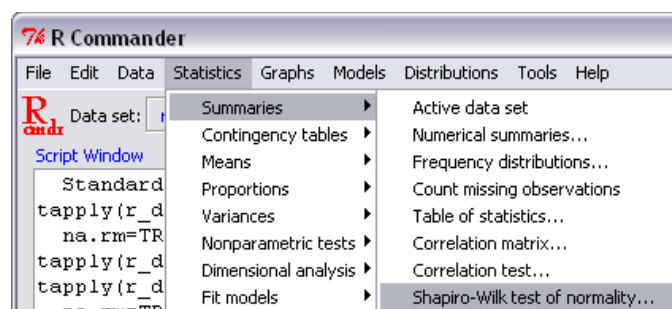 R Commander
File Edit Data Statistics Graphs Models Distributions Tools Help
R cmdr Data set:
Script Window
Standard
tapply(r_d
na.rm=TR
tapply(r_d
tapply(r_d
Summaries
Contingency tables
Means
Proportions
Variances
Nonparametric tests
Dimensional analysis
Fit models
Active data set
Numerical summaries...
Frequency distributions...
Count missing observations
Table of statistics...
Correlation matrix...
Correlation test...
Shapiro-Wilk test of normality...